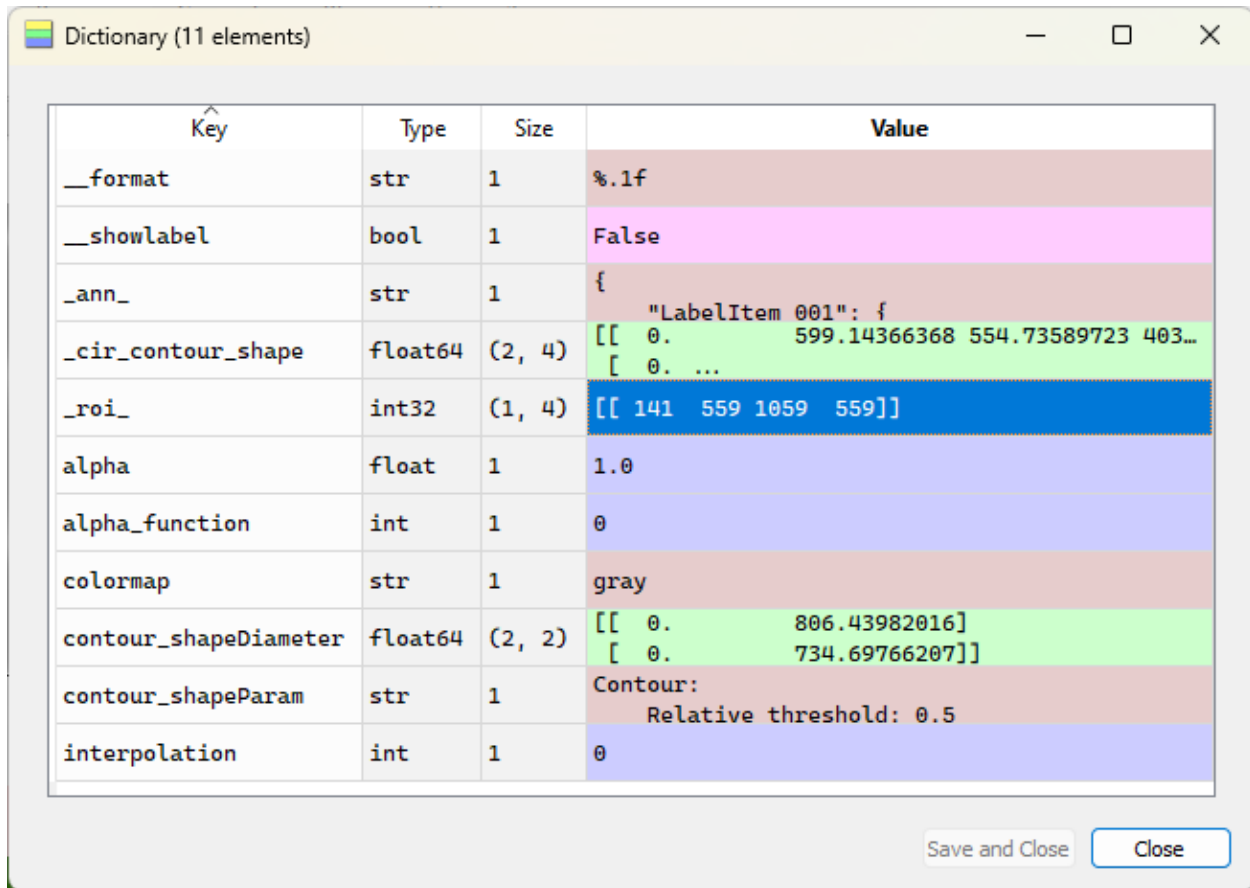 Dictionary (11 elements)
Key Type Size Value
__format str 1 %.1f
__showlabel bool 1 False
_ann_ str 1 {
"LabelItem 001": {
_cir_contour_shape float64 (2, 4) [[ 0. 599.14366368 554.73589723 403…
[ 0. ...
_roi_ int32 (1, 4) [[ 141 559 1059 559]]
alpha float 1 1.0
alpha_function int 1 0
colormap str 1 gray
contour_shapeDiameter float64 (2, 2) [[ 0. 806.43982016]
[ 0. 734.69766207]]
contour_shapeParam str 1 Contour:
Relative threshold: 0.5
interpolation int 1 0
Save and Close Close